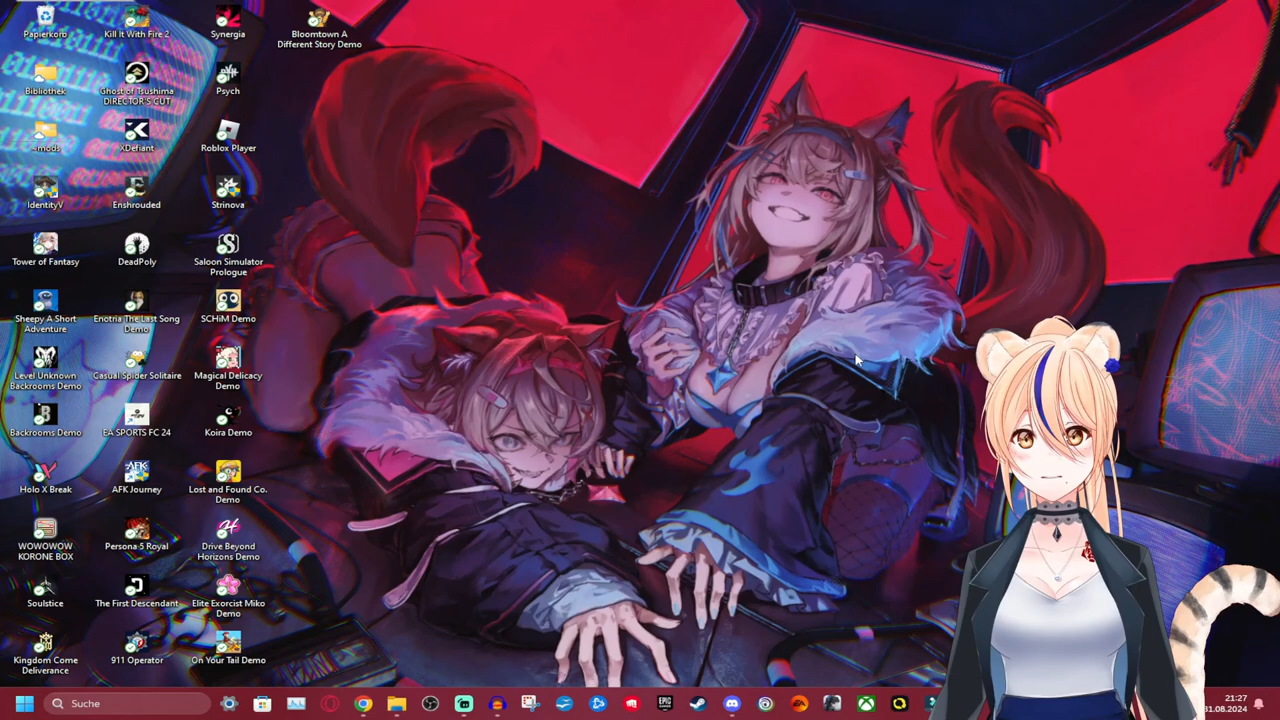 Papierkorb
Kill It With Fire 2
Synergia
Bloomtown A
Different Story Demo
Bibliothek
Ghost of Tsushima
DIRECTOR'S CUT
Psych
-mods
XDefiant
Roblox Player
IdentityV
Enshrouded
Strinova
Tower of Fantasy
DeadPoly
Saloon Simulator
Prologue
Sheepy A Short
Adventure
Enotria The Last Song
Demo
SCHiM Demo
Level Unknown
Backrooms Demo
Casual Spider Solitaire
Magical Delicacy
Demo
Backrooms Demo
EA SPORTS FC 24
Koira Demo
Holo X Break
AFK Journey
Lost and Found Co.
Demo
WOWOWOW
KORONE BOX
Persona 5 Royal
Drive Beyond
Horizons Demo
Soulstice
The First Descendant
Elite Exorcist Miko
Demo
Kingdom Come
Deliverance
911 Operator
On Your Tail Demo
Suche
21:27
31.08.2024